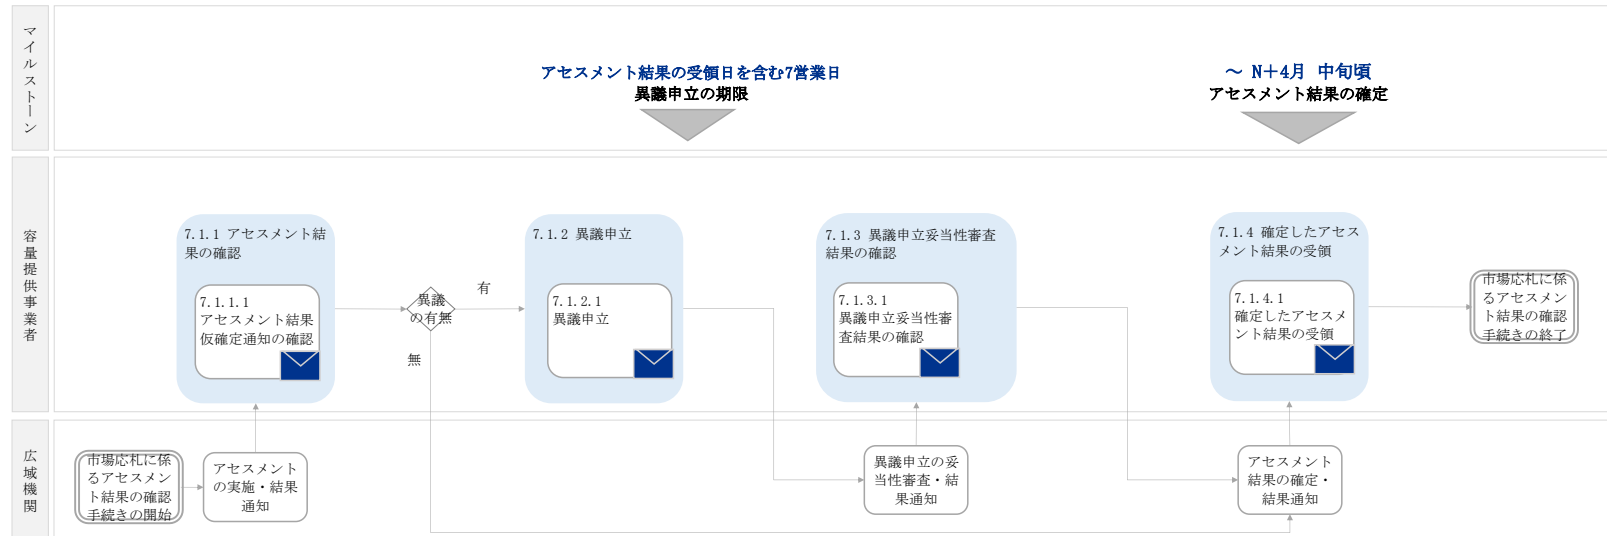 マイルストーン
アセスメント結果の受領日を含む7営業日
異議申立の期限
～ N＋4月 中旬頃
アセスメント結果の確定
容量提供事業者
7.1.1 アセスメント結
果の確認
7.1.1.1
アセスメント結果
仮確定通知の確認
異議
の有無
有
無
7.1.2 異議申立
7.1.2.1
異議申立
7.1.3 異議申立妥当性審査
結果の確認
7.1.3.1
異議申立妥当性審
査結果の確認
7.1.4 確定したアセス
メント結果の受領
7.1.4.1
確定したアセスメ
ント結果の受領
市場応札に係
るアセスメン
ト結果の確認
手続きの終了
広域機関
市場応札に係
るアセスメン
ト結果の確認
手続きの開始
アセスメント
の実施・結果
通知
異議申立の妥
当性審査・結
果通知
アセスメント
結果の確定・
結果通知